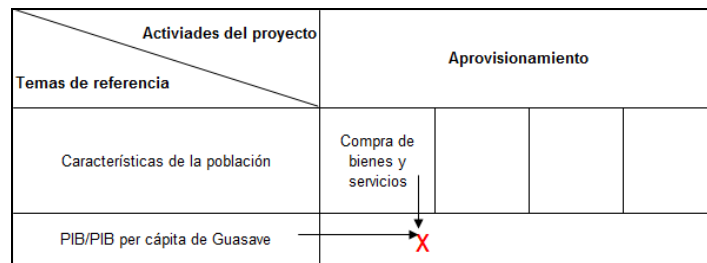 Activiades del proyecto
Temas de referencia
Aprovisionamiento
Características de la población
Compra de
bienes y
servicios
PIB/PIB per cápita de Guasave
X